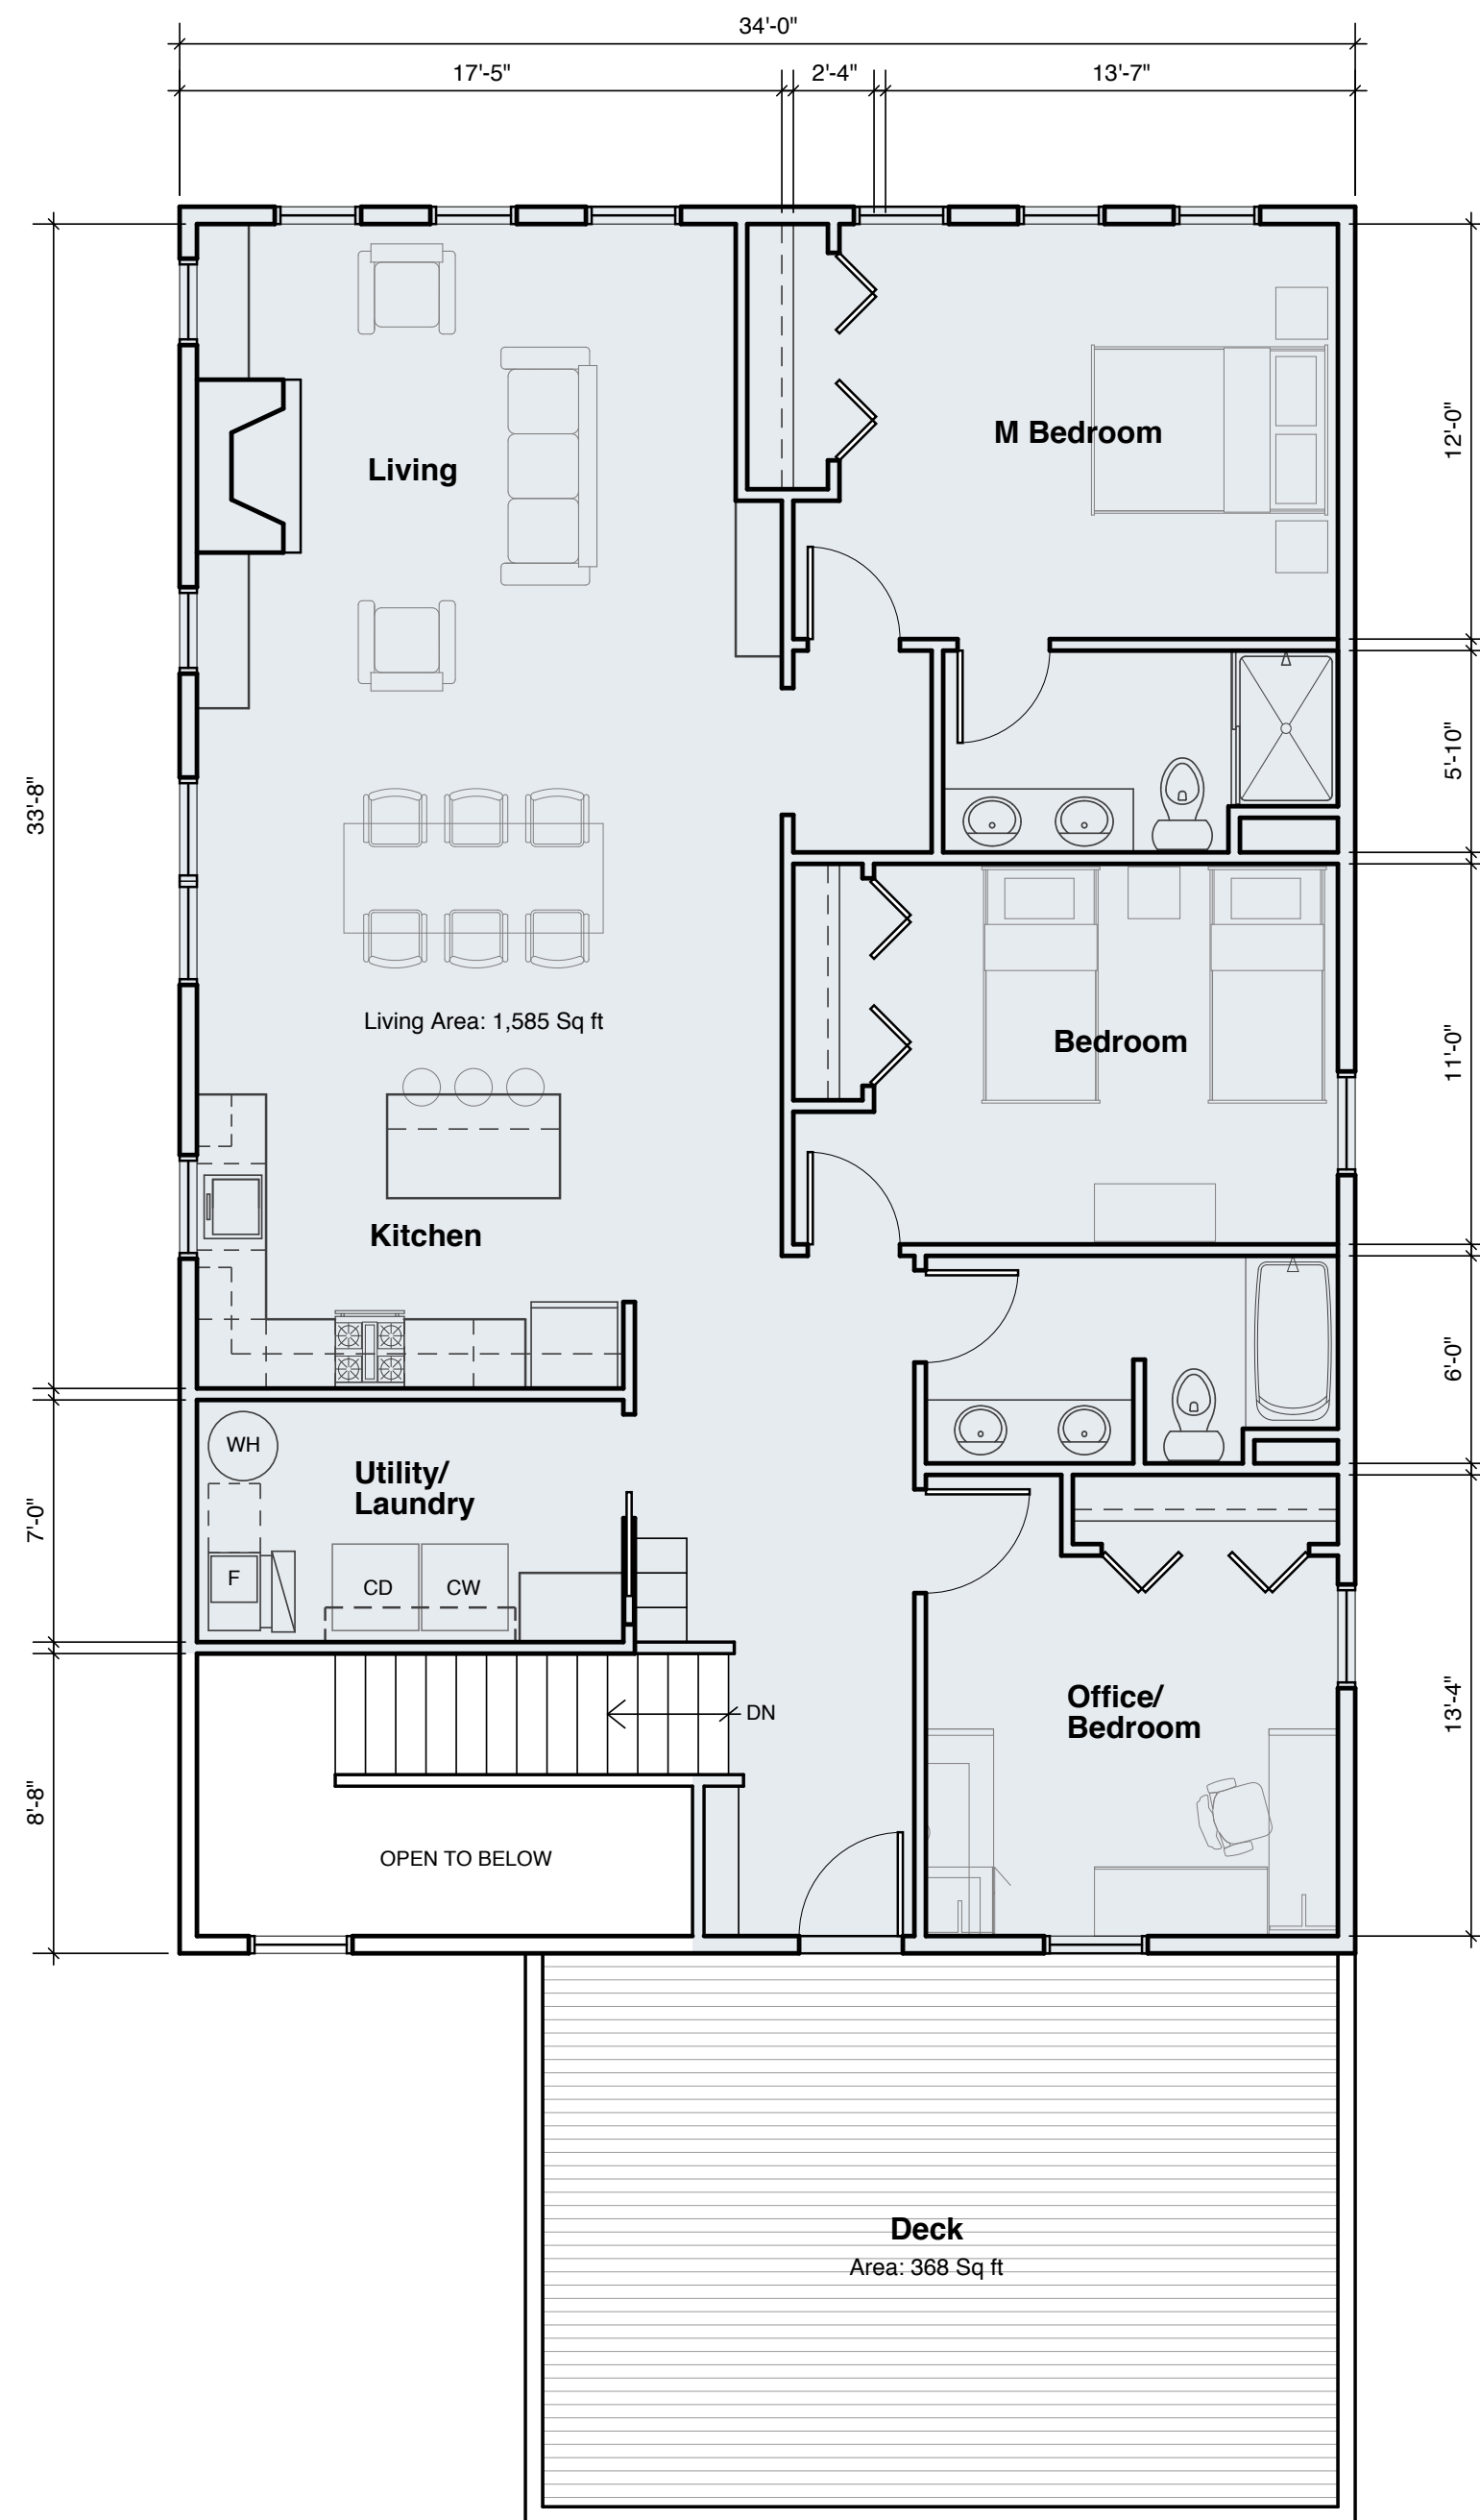 34'-0"
17'-5"
2'-4"
13'-7"
12'-0"
M Bedroom
Living
5'-10"
33'-8"
Living Area: 1,585 Sq ft
Bedroom
11'-0"
Kitchen
6'-0"
WH
Utility/
Laundry
7'-0"
F
CD
CW
DN
Office/
Bedroom
13'-4"
8'-8"
OPEN TO BELOW
Deck
Area: 368 Sq ft